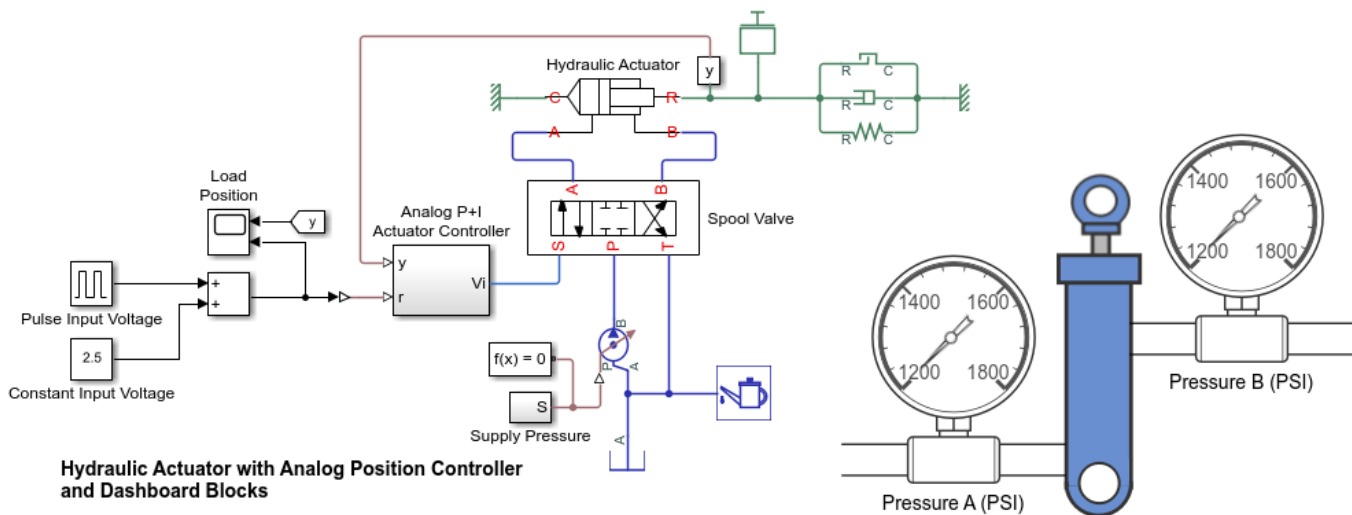 Hydraulic Actuator
y
C
R
R
C
R
C
R
C
A
B
Load
Position
y
Analog P+I
Actuator Controller
A
B
Spool Valve
S
P
T
y
r
Vi
+
+
Pulse Input Voltage
2.5
Constant Input Voltage
f(x) = 0
B
P
A
S
Supply Pressure
A
Hydraulic Actuator with Analog Position Controller
and Dashboard Blocks
1400
1600
1200
1800
Pressure A (PSI)
1400
1600
1200
1800
Pressure B (PSI)